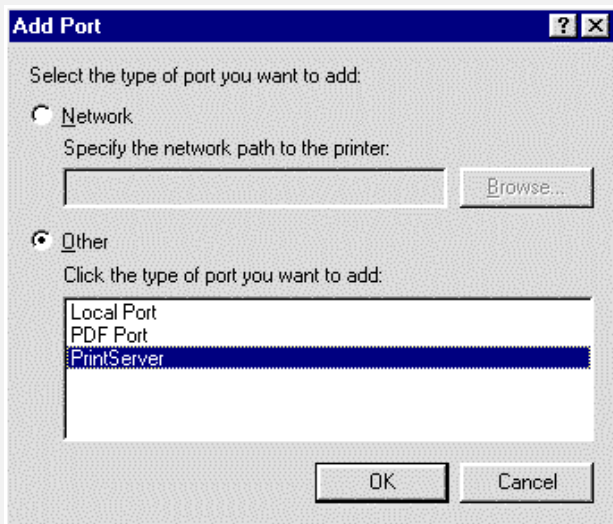 Add Port
Select the type of port you want to add:
Network
Specify the network path to the printer:
Browse...
Other
Click the type of port you want to add:
Local Port
PDF Port
PrintServer
OK Cancel